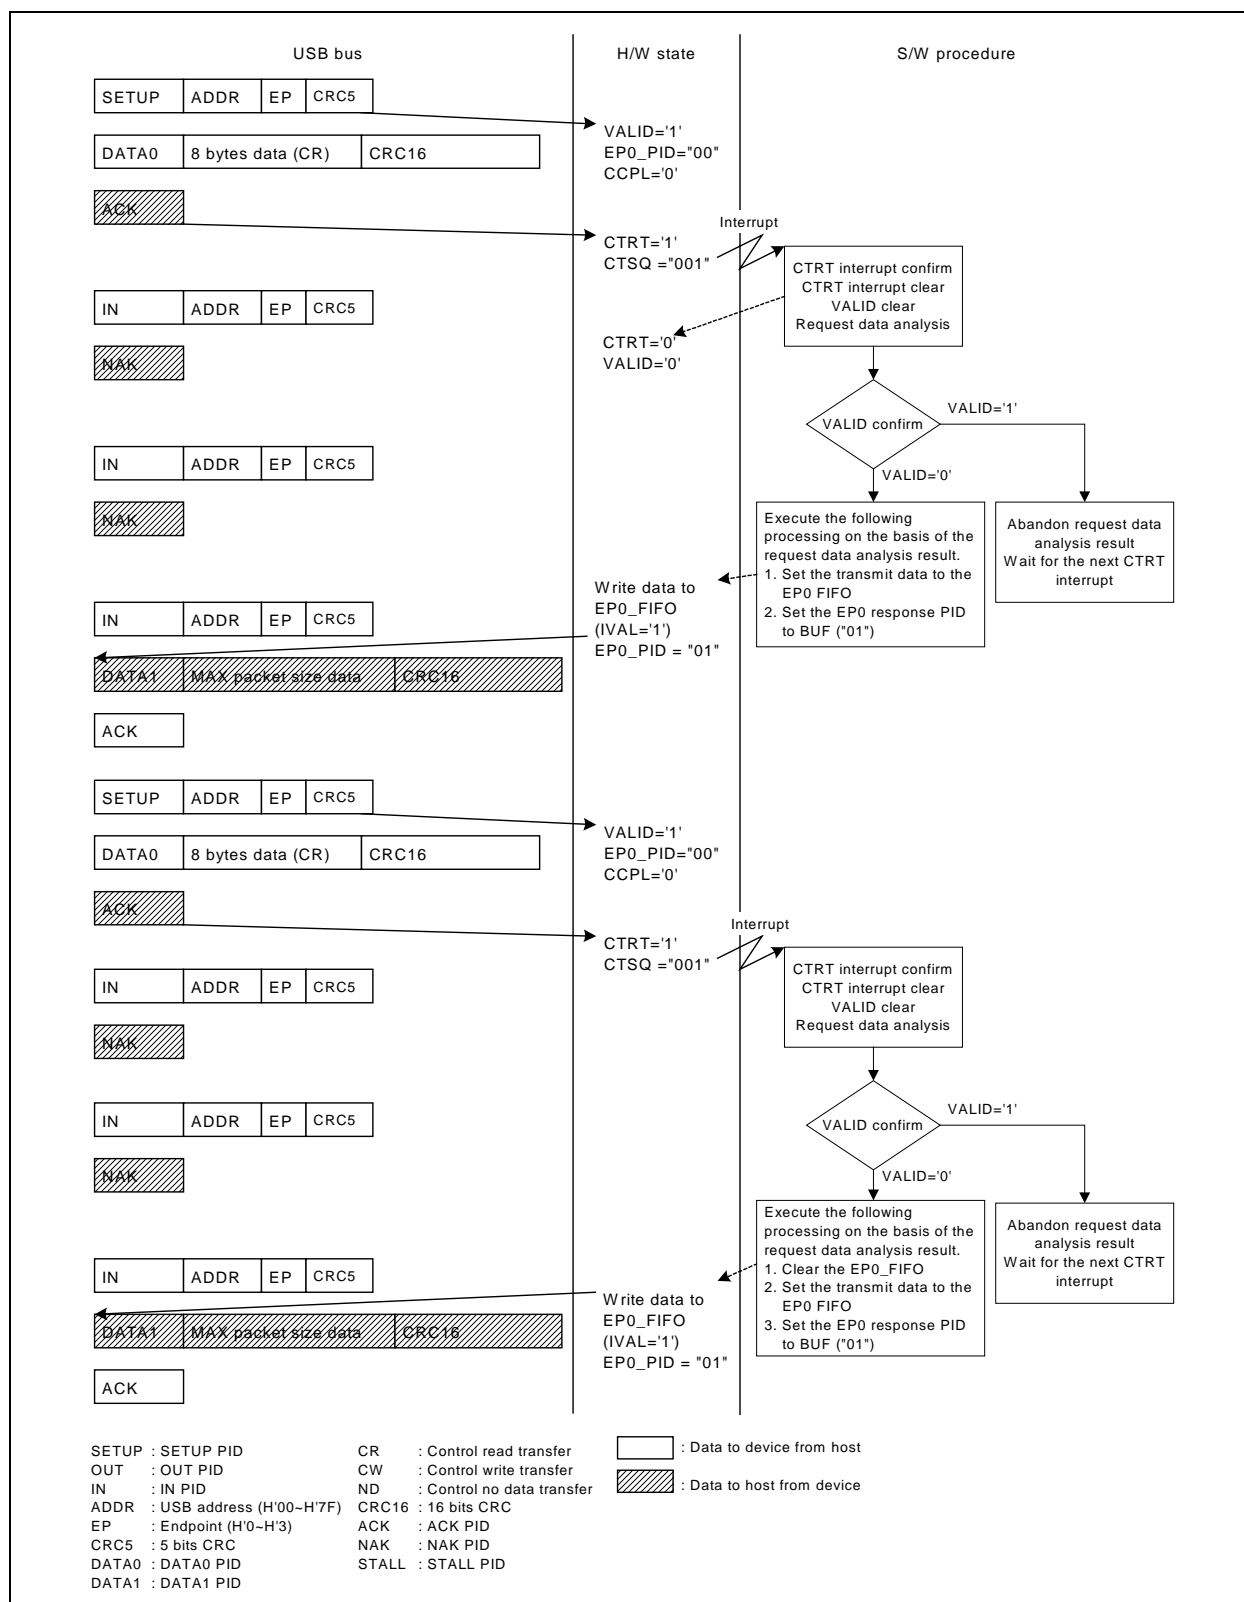 USB bus H/W state S/W procedure
SETUP ADDR EP CRC5
VALID='1'
DATA0 8 bytes data (CR) CRC16
EP0_PID="00"
CCPL='0'
ACK
Interrupt
CTRT='1'
CTSQ ="001"
CTRT interrupt confirm
CTRT interrupt clear
VALID clear
Request data analysis
IN ADDR EP CRC5
CTRT='0'
VALID='0'
NAK
VALID='1'
VALID confirm
IN ADDR EP CRC5
VALID='0'
NAK
Execute the following
processing on the basis of the
request data analysis result.
1. Set the transmit data to the
EP0 FIFO
2. Set the EP0 response PID
to BUF ("01")
Abandon request data
analysis result
Wait for the next CTRT
interrupt
Write data to
EP0_FIFO
(IVAL='1')
EP0_PID = "01"
IN ADDR EP CRC5
DATA1 MAX packet size data CRC16
ACK
SETUP ADDR EP CRC5
VALID='1'
EP0_PID="00"
CCPL='0'
DATA0 8 bytes data (CR) CRC16
ACK
Interrupt
CTRT='1'
CTSQ ="001"
CTRT interrupt confirm
CTRT interrupt clear
VALID clear
Request data analysis
IN ADDR EP CRC5
NAK
VALID='1'
VALID confirm
IN ADDR EP CRC5
NAK
VALID='0'
Execute the following
processing on the basis of the
request data analysis result.
1. Clear the EP0_FIFO
2. Set the transmit data to the
EP0 FIFO
3. Set the EP0 response PID
to BUF ("01")
Abandon request data
analysis result
Wait for the next CTRT
interrupt
IN ADDR EP CRC5
Write data to
EP0_FIFO
(IVAL='1')
EP0_PID = "01"
DATA1 MAX packet size data CRC16
ACK
SETUP : SETUP PID
OUT : OUT PID
IN : IN PID
ADDR : USB address (H'00~H'7F)
EP : Endpoint (H'0~H'3)
CRC5 : 5 bits CRC
DATA0 : DATA0 PID
DATA1 : DATA1 PID
CR : Control read transfer
CW : Control write transfer
ND : Control no data transfer
CRC16 : 16 bits CRC
ACK : ACK PID
NAK : NAK PID
STALL : STALL PID
: Data to device from host
: Data to host from device